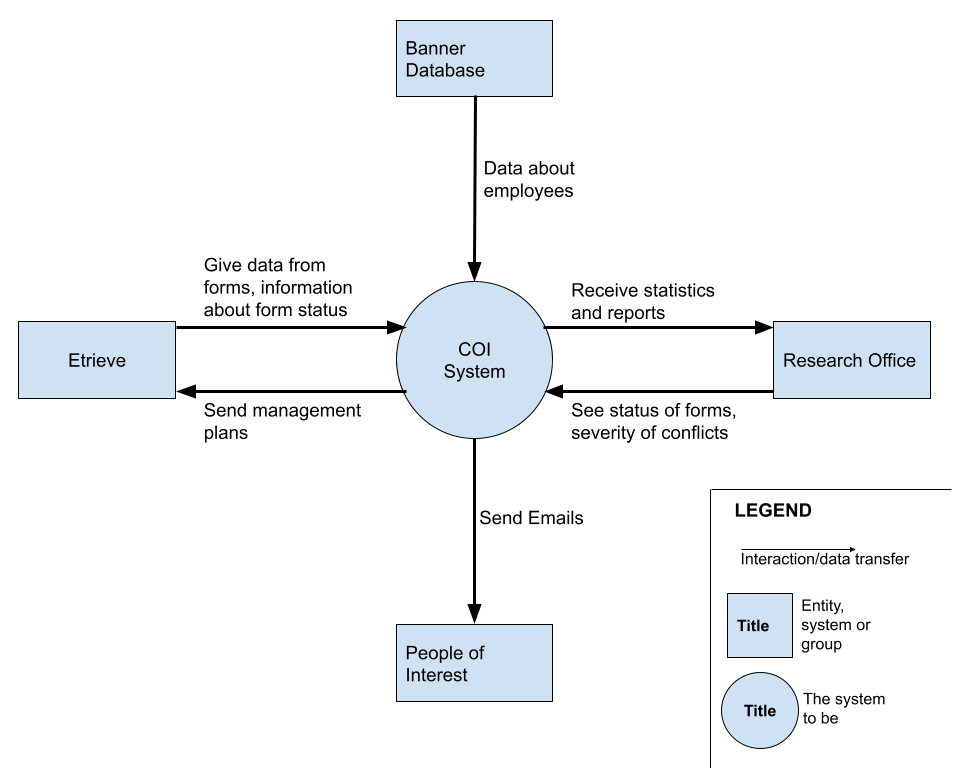 Banner
Database
Data about
employees
Give data from
forms, information
about form status
Receive statistics
and reports
Etrieve
COI
System
Research Office
Send management
plans
See status of forms,
severity of conflicts
Send Emails
People of
Interest
LEGEND
Interaction/data transfer
Title
Entity,
system or
group
Title
The system
to be